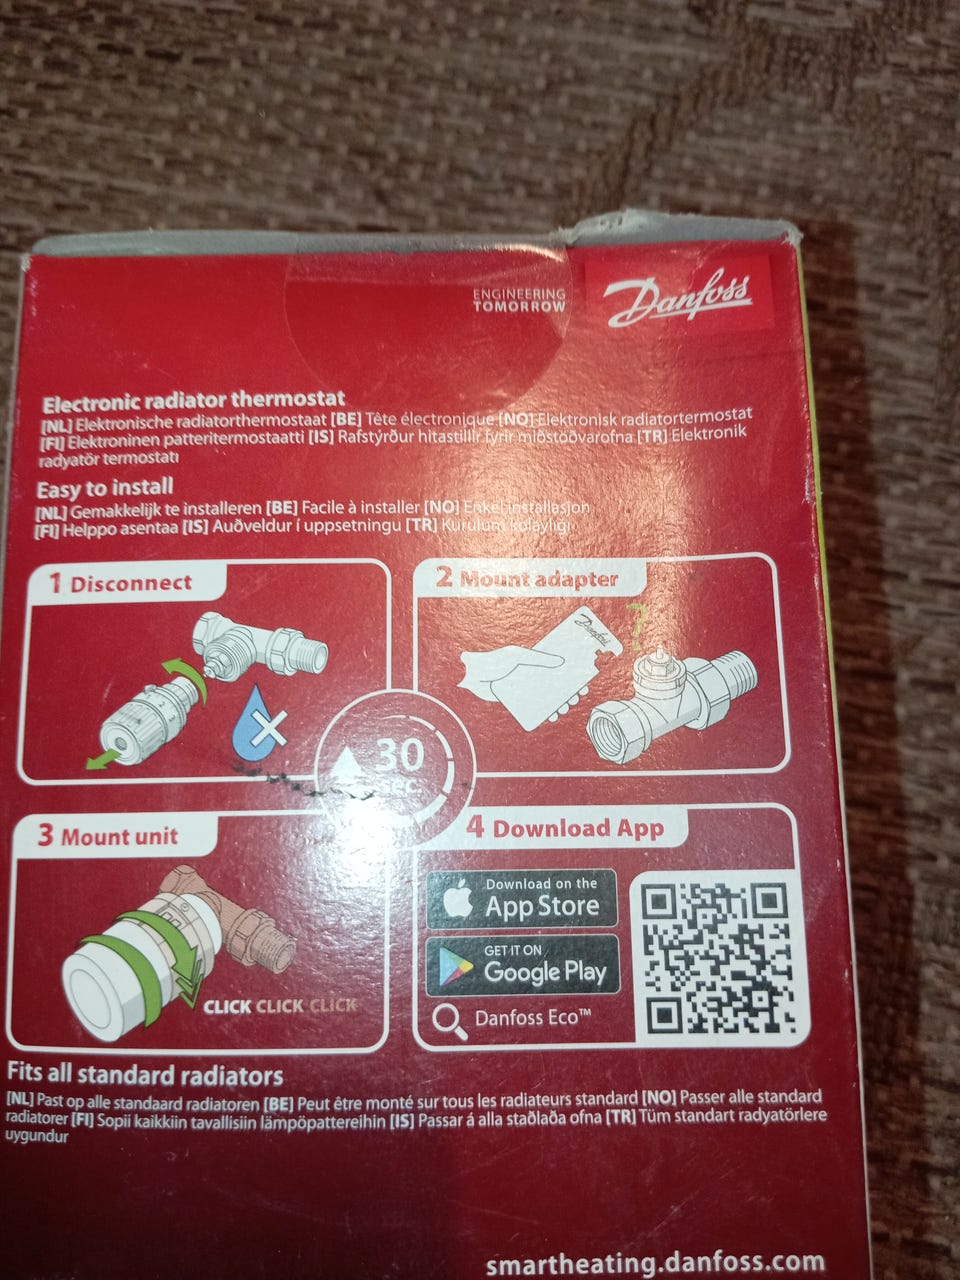 ENGINEERING
TOMORROW
Danfoss
Electronic radiator thermostat
[NL] Elektronische radiatorthermostaat [BE] Tête électronique [NO] Elektronisk radiatortermostat
[FI] Elektroninen patteritermostaatti [IS] Rafstýrður hitastillir fyrir miðstöðvarofna [TR] Elektronik
radyatör termostatı
Easy to install
[NL] Gemakkelijk te installeren [BE] Facile à installer [NO] Enkel installasjon
[FI] Helppo asentaa [IS] Auðveldur í uppsetningu [TR] Kurulum kolaylığı
1 Disconnect
2 Mount adapter
Danfoss
?
30
SEC.
3 Mount unit
CLICK CLICK CLICK
4 Download App
Download on the
App Store
GET IT ON
Google Play
Danfoss Eco™
Fits all standard radiators
[NL] Past op alle standaard radiatoren [BE] Peut être monté sur tous les radiateurs standard [NO] Passer alle standard
radiatorer [FI] Sopii kaikkiin tavallisiin lämpöpattereihin [IS] Passar á alla staðlaða ofna [TR] Tüm standart radyatörlere
uygundur
smartheating.danfoss.com